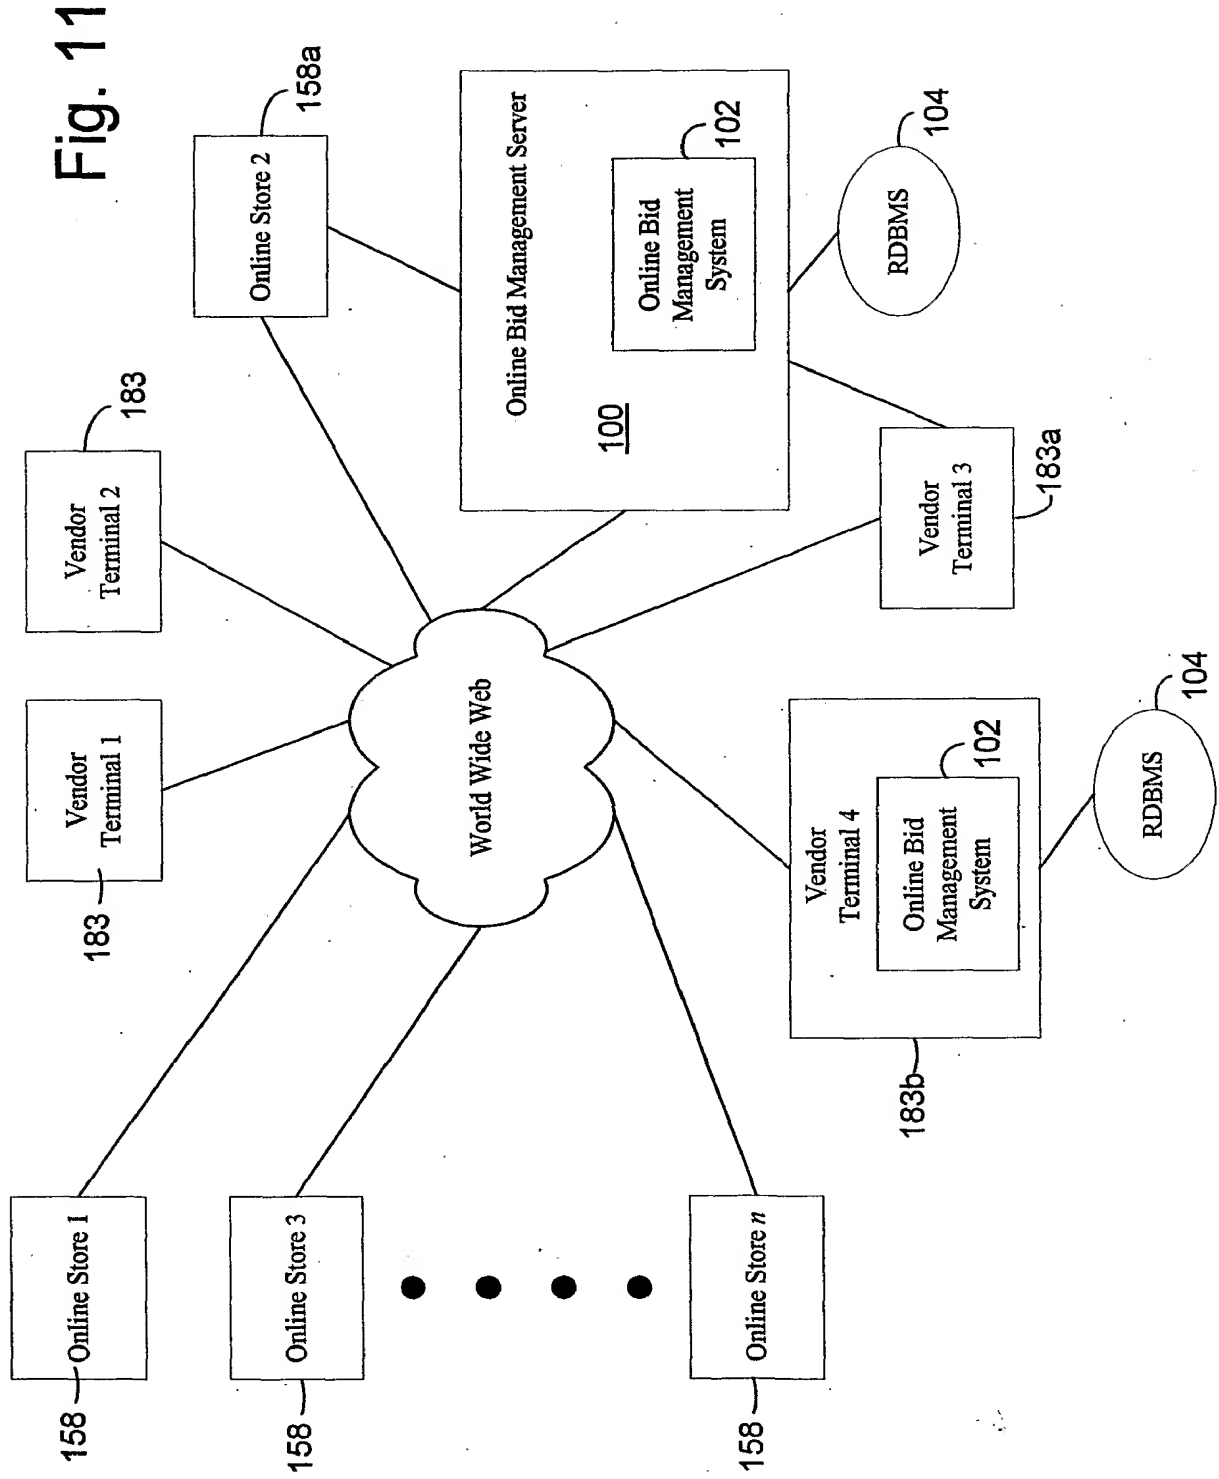 Fig. 11
158
Online Store 1
158
Online Store 3
158
Online Store n
183
Vendor
Terminal 1
183
Vendor
Terminal 2
158a
Online Store 2
World Wide Web
Online Bid Management Server
100
102
Online Bid
Management
System
104
RDBMS
183a
Vendor
Terminal 3
183b
Vendor
Terminal 4
102
Online Bid
Management
System
104
RDBMS